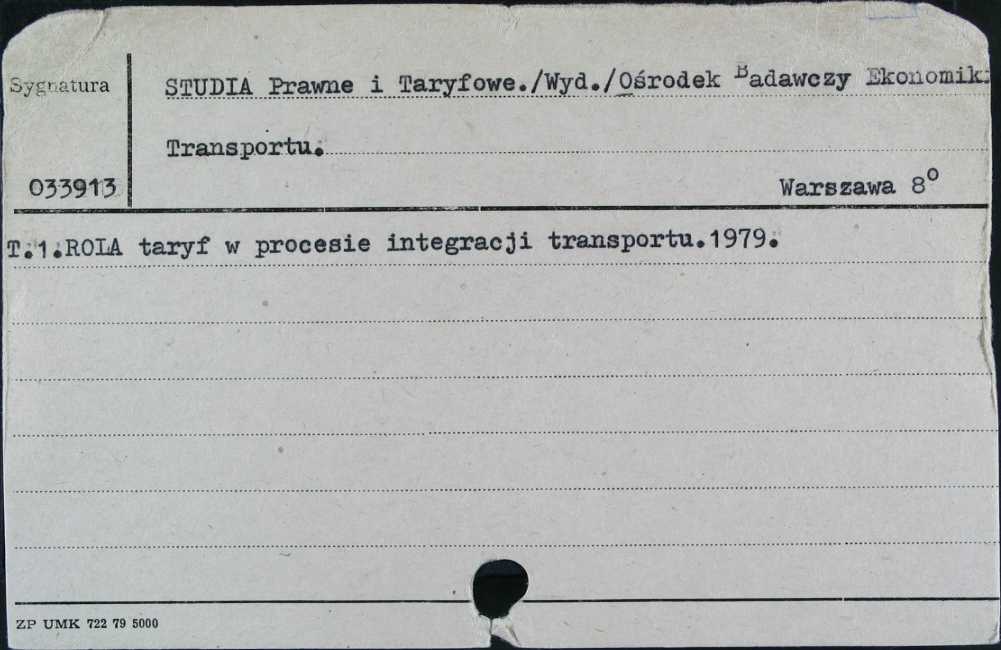 Sygnatura
STUDIA Prawne i Taryfowe./Wyd./Ośrodek Badawczy Ekonomiki
Transportu.
033913
Warszawa 8⁰
T.1.ROLA taryf w procesie integracji transportu.1979.
ZP UMK 722 79 5000